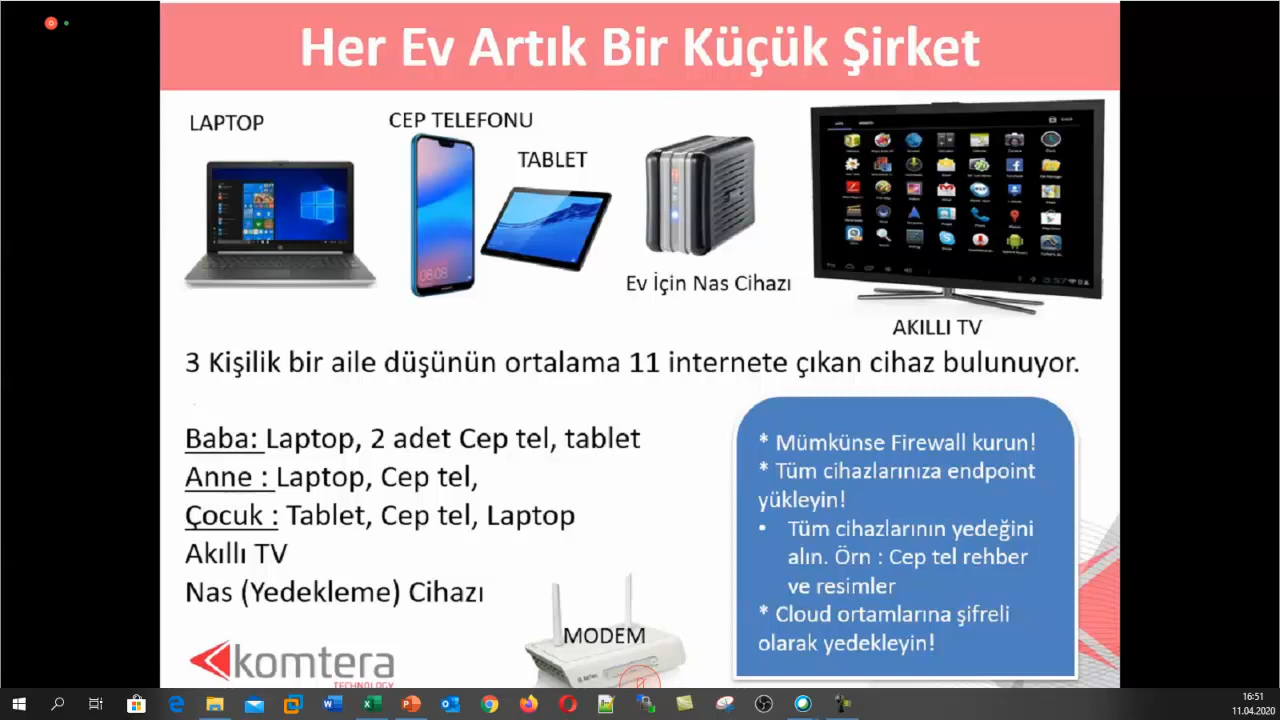 Her Ev Artık Bir Küçük Şirket
LAPTOP
CEP TELEFONU
TABLET
Ev İçin Nas Cihazı
AKILLI TV
08:08
3 Kişilik bir aile düşünün ortalama 11 internete çıkan cihaz bulunuyor.
Baba: Laptop, 2 adet Cep tel, tablet
Anne : Laptop, Cep tel,
Çocuk : Tablet, Cep tel, Laptop
Akıllı TV
Nas (Yedekleme) Cihazı
* Mümkünse Firewall kurun!
* Tüm cihazlarınıza endpoint
yükleyin!
• Tüm cihazlarının yedeğini
alın. Örn : Cep tel rehber
ve resimler
* Cloud ortamlarına şifreli
olarak yedekleyin!
MODEM
komtera
TECHNOLOGY
16:51
11.04.2020